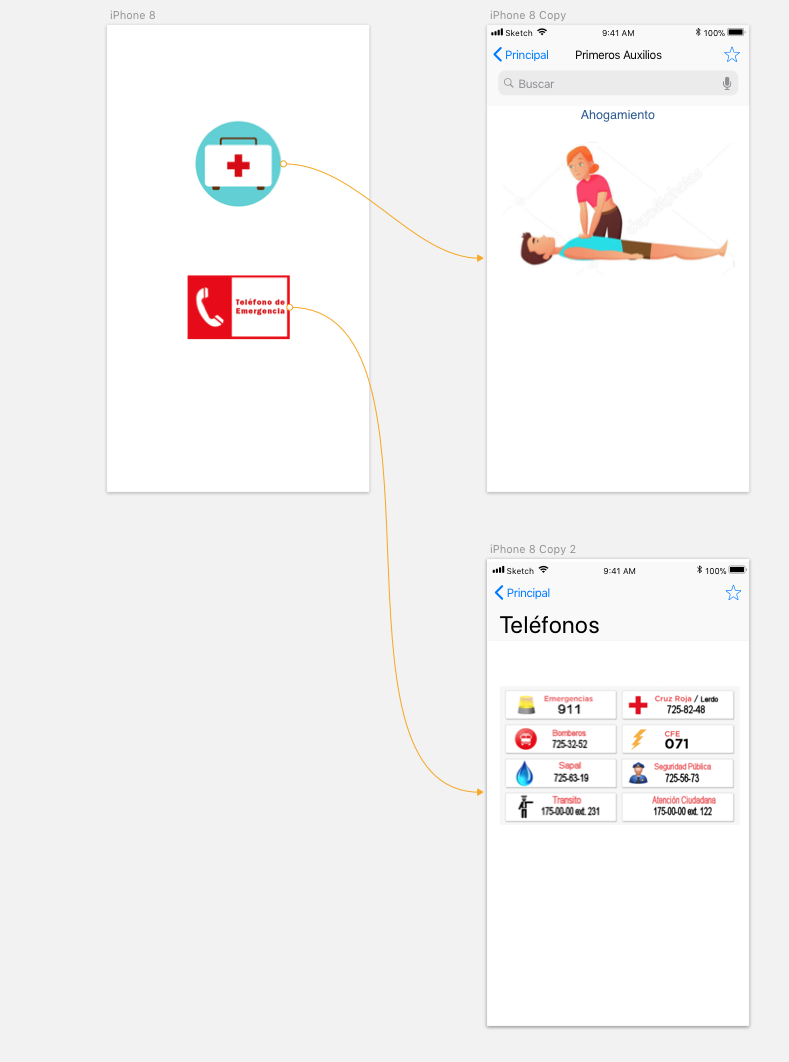 iPhone 8
Teléfono de
Emergencia
iPhone 8 Copy
Sketch 9:41 AM 100%
Principal Primeros Auxilios
Buscar
Ahogamiento
iPhone 8 Copy 2
Sketch 9:41 AM 100%
Principal
Teléfonos
Emergencias
911
Cruz Roja / Lerdo
725-82-48
Bomberos
725-32-52
CFE
071
Sapal
725-63-19
Seguridad Pública
725-56-73
Transito
175-00-00 ext. 231
Atención Ciudadana
175-00-00 ext. 122